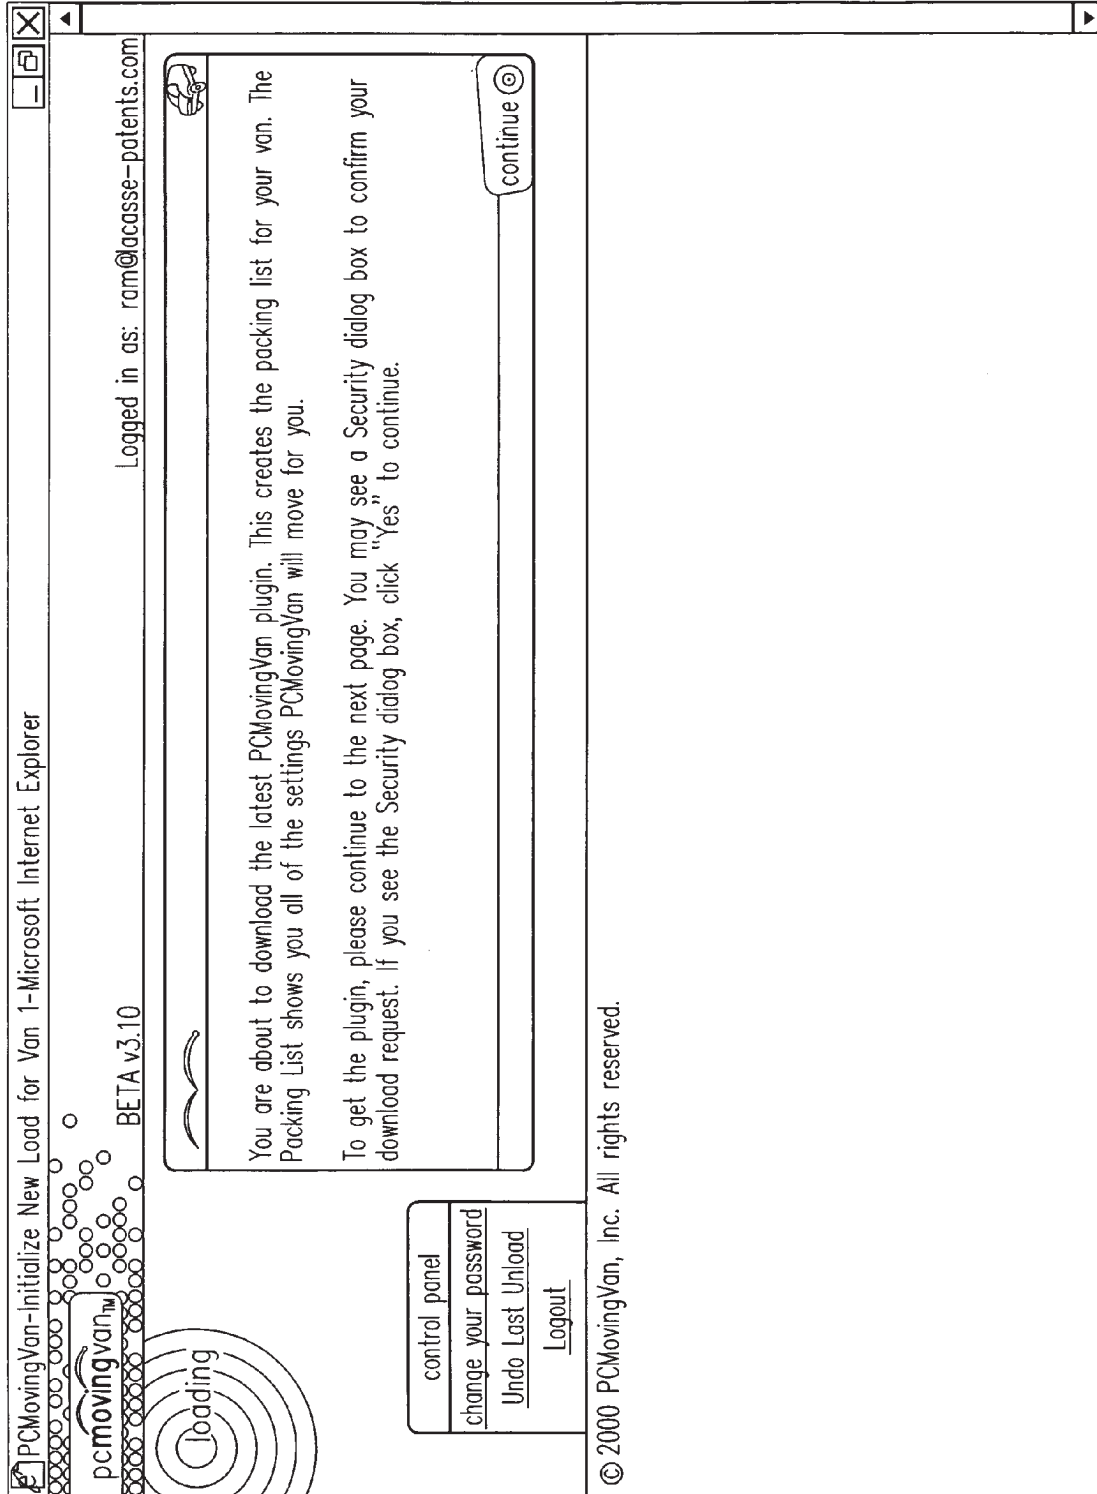 PCMovingVan-Initialize New Load for Van 1-Microsoft Internet Explorer
pcmovingvan™
BETA v3.10
Logged in as: ram@lacasse-patents.com
loading
You are about to download the latest PCMovingVan plugin. This creates the packing list for your van. The
Packing List shows you all of the settings PCMovingVan will move for you.
To get the plugin, please continue to the next page. You may see a Security dialog box to confirm your
download request. If you see the Security dialog box, click "Yes" to continue.
continue
control panel
change your password
Undo Last Unload
Logout
© 2000 PCMovingVan, Inc. All rights reserved.